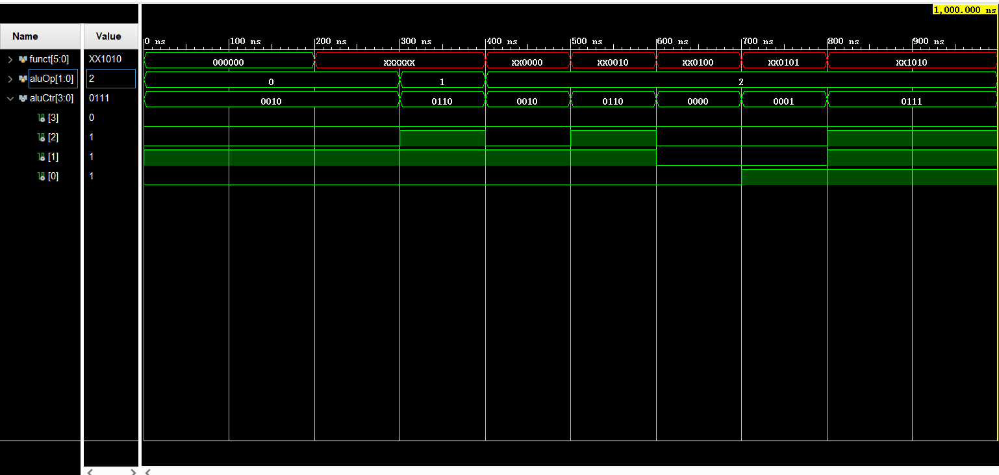 1,000.000 ns
Name Value
0 ns 100 ns 200 ns 300 ns 400 ns 500 ns 600 ns 700 ns 800 ns 900 ns
funct[5:0] XX1010 000000 XXXXXX XX0000 XX0010 XX0100 XX0101 XX1010
aluOp[1:0] 2 0 1 2
aluCtr[3:0] 0111 0010 0110 0010 0110 0000 0001 0111
[3] 0
[2] 1
[1] 1
[0] 1